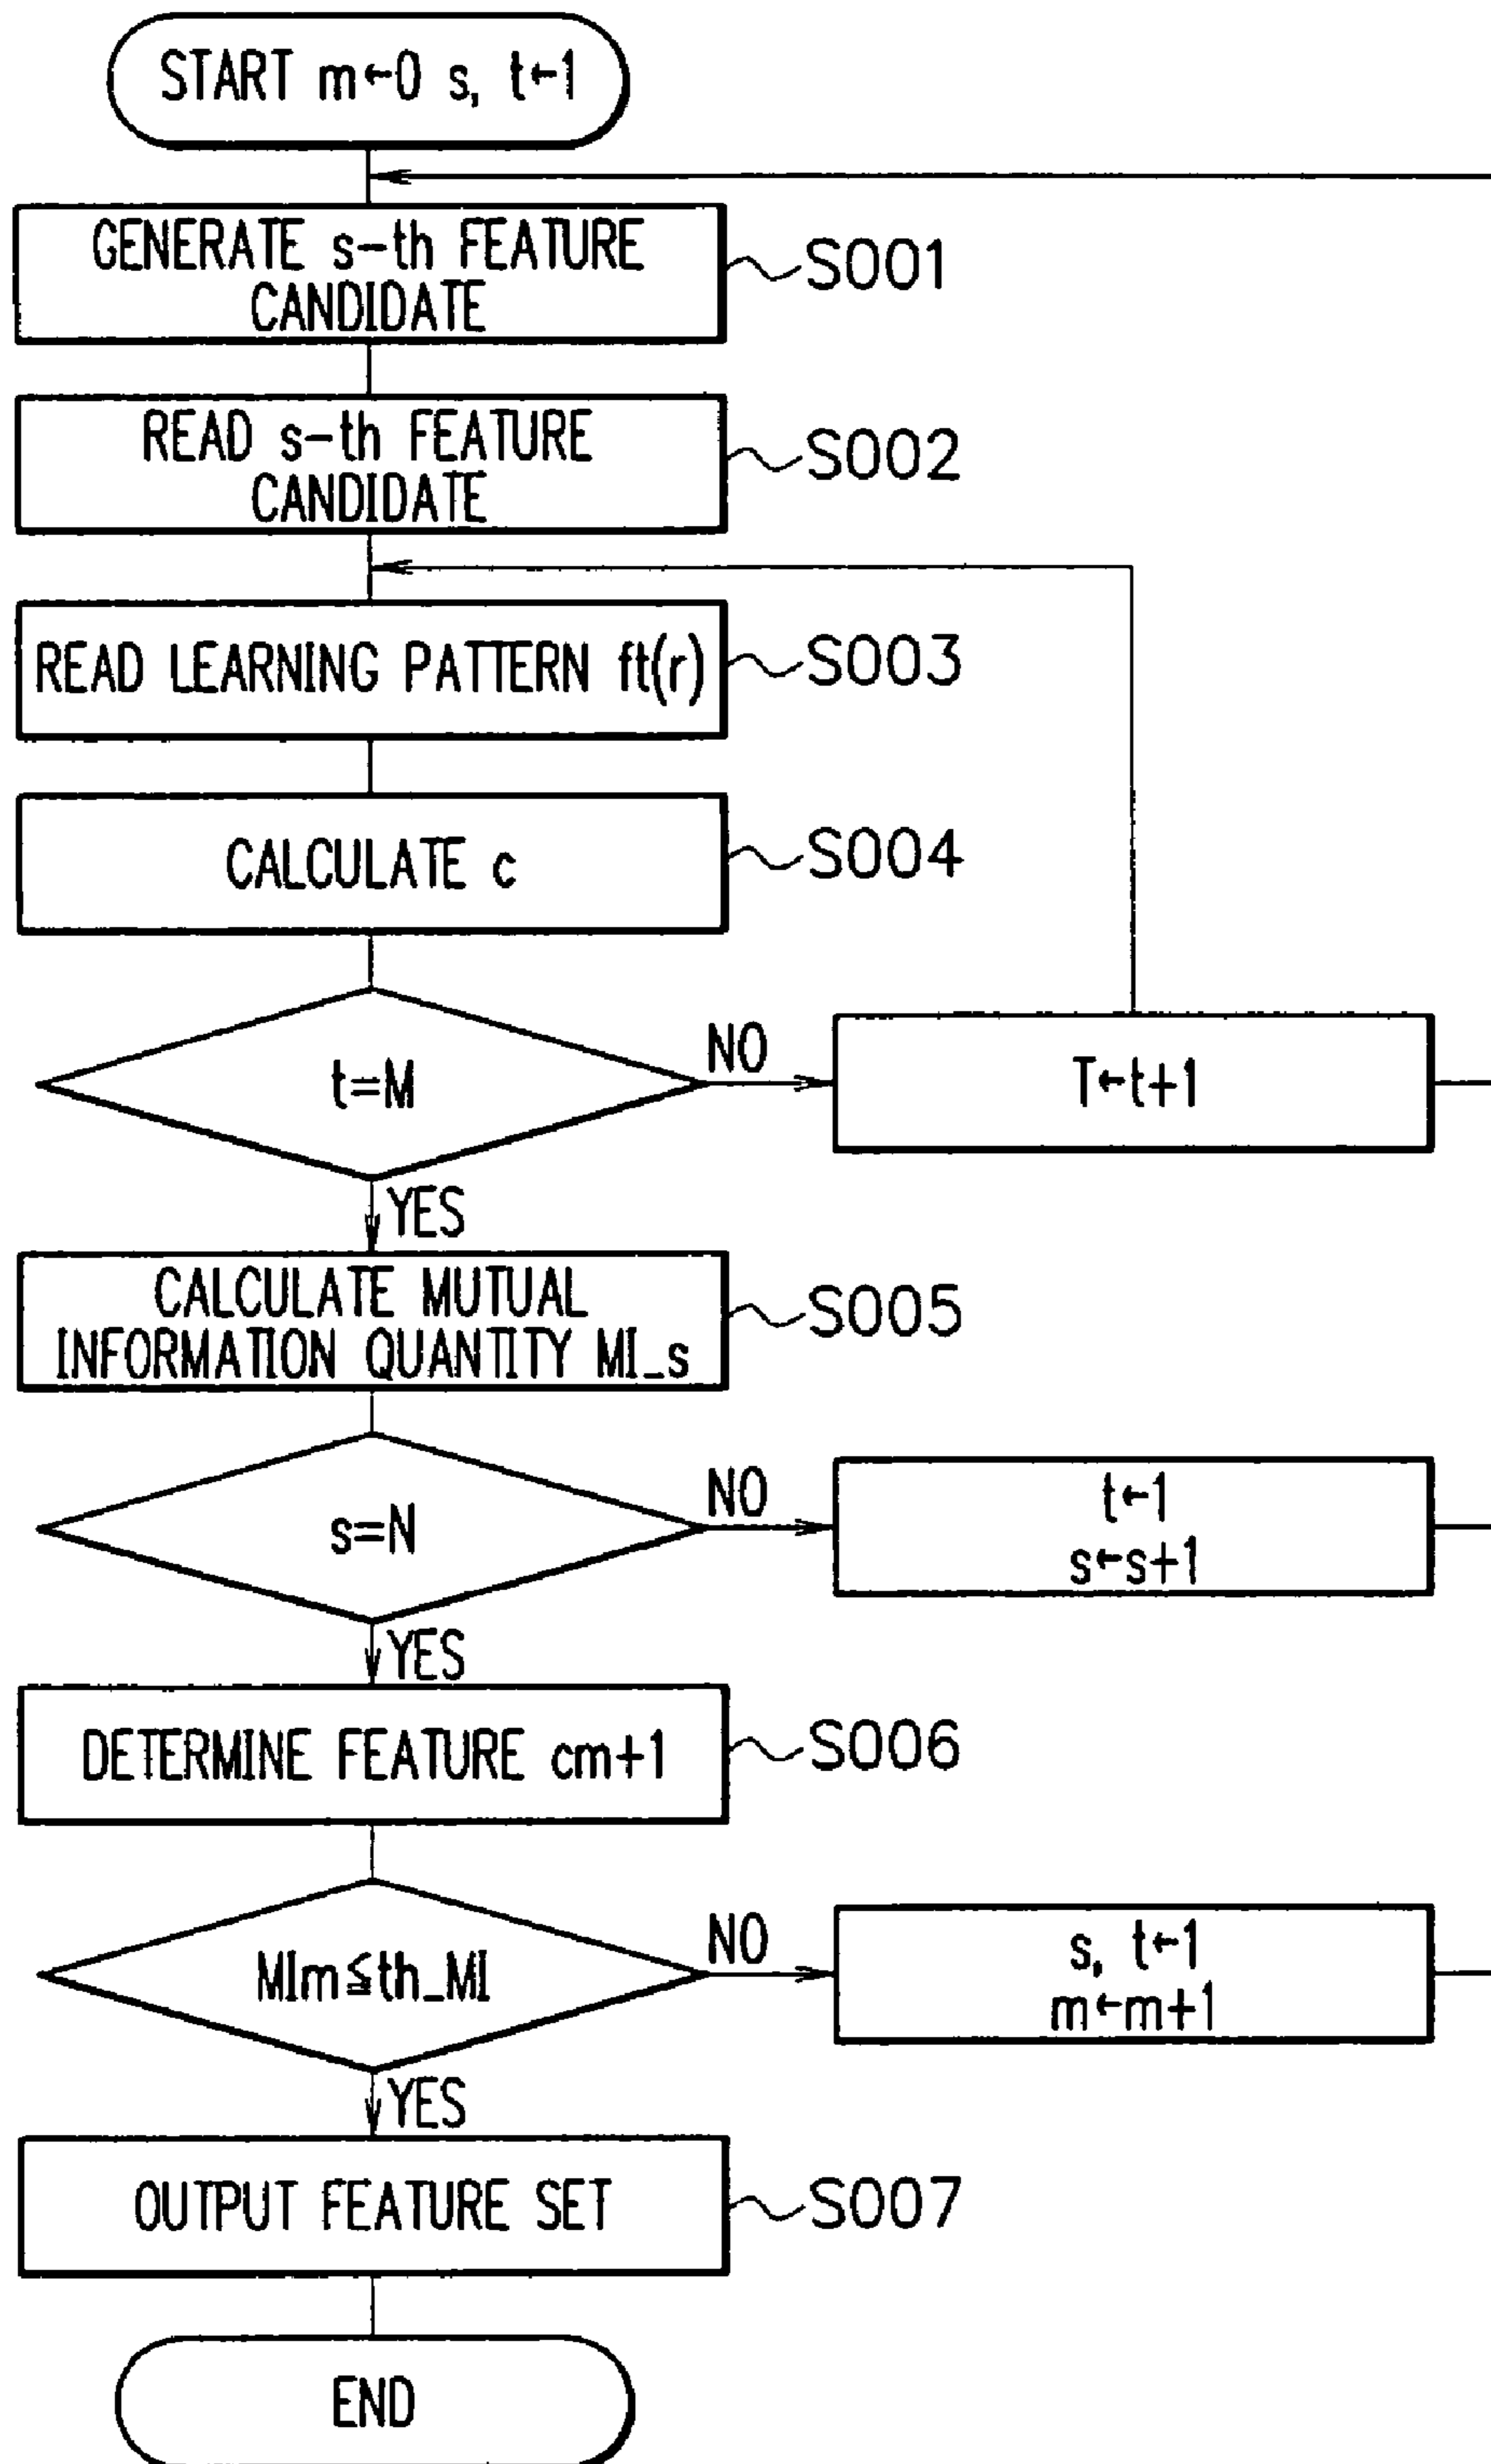 START m←0 s, t←1
GENERATE s-th FEATURE
CANDIDATE
S001
READ s-th FEATURE
CANDIDATE
S002
READ LEARNING PATTERN ft(r)
S003
CALCULATE c
S004
t=M
NO
T←t+1
YES
CALCULATE MUTUAL
INFORMATION QUANTITY MI_s
S005
s=N
NO
t←1
s←s+1
YES
DETERMINE FEATURE cm+1
S006
MIm≦th_MI
NO
s, t←1
m←m+1
YES
OUTPUT FEATURE SET
S007
END